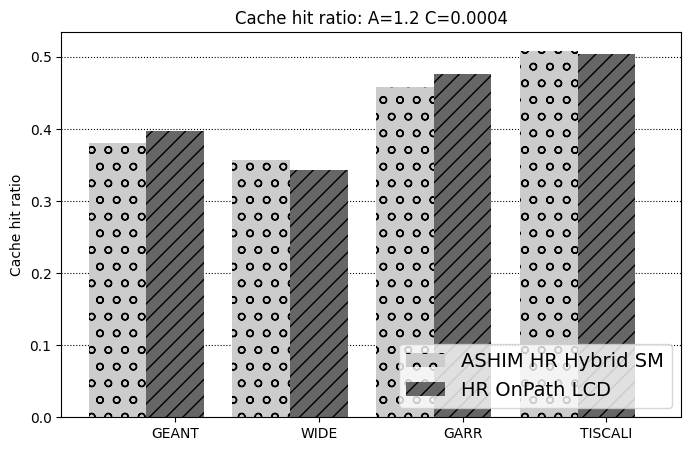 Cache hit ratio: A=1.2 C=0.0004
Cache hit ratio
0.5
0.4
0.3
0.2
0.1
0.0
GEANT WIDE GARR TISCALI
ASHIM HR Hybrid SM
HR OnPath LCD